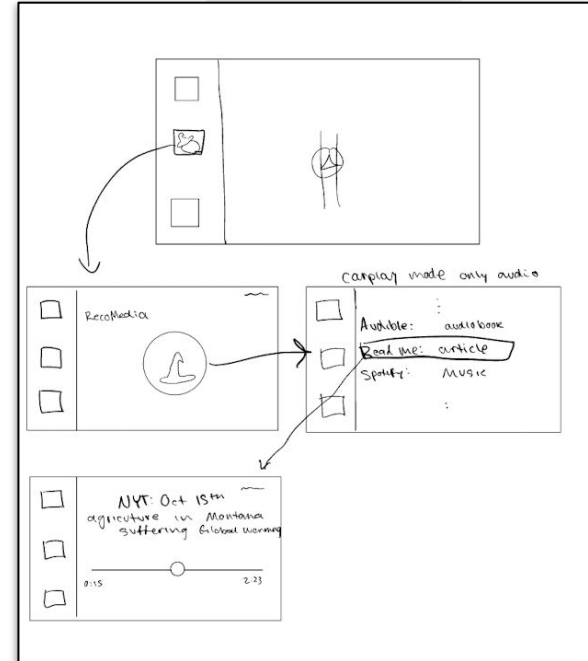 RecoMedia
carplay mode only audio
Audible: audiobook
Read me: article
Spotify: music
NYT: Oct 15th
agricuture in Montana
suffering Global warming
0:15 2:23